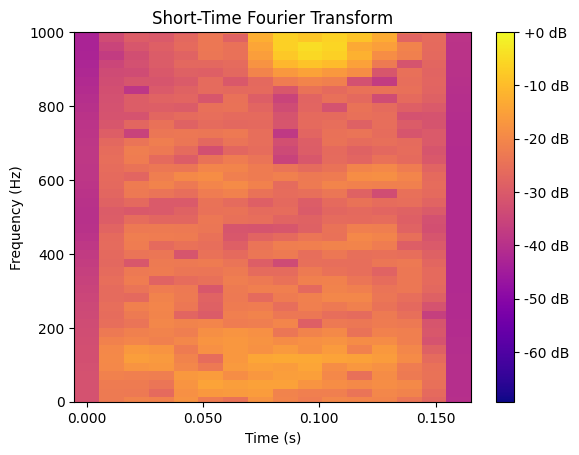 Short-Time Fourier Transform
1000
800
600
400
200
0
Frequency (Hz)
0.000
0.050
0.100
0.150
Time (s)
+0 dB
-10 dB
-20 dB
-30 dB
-40 dB
-50 dB
-60 dB